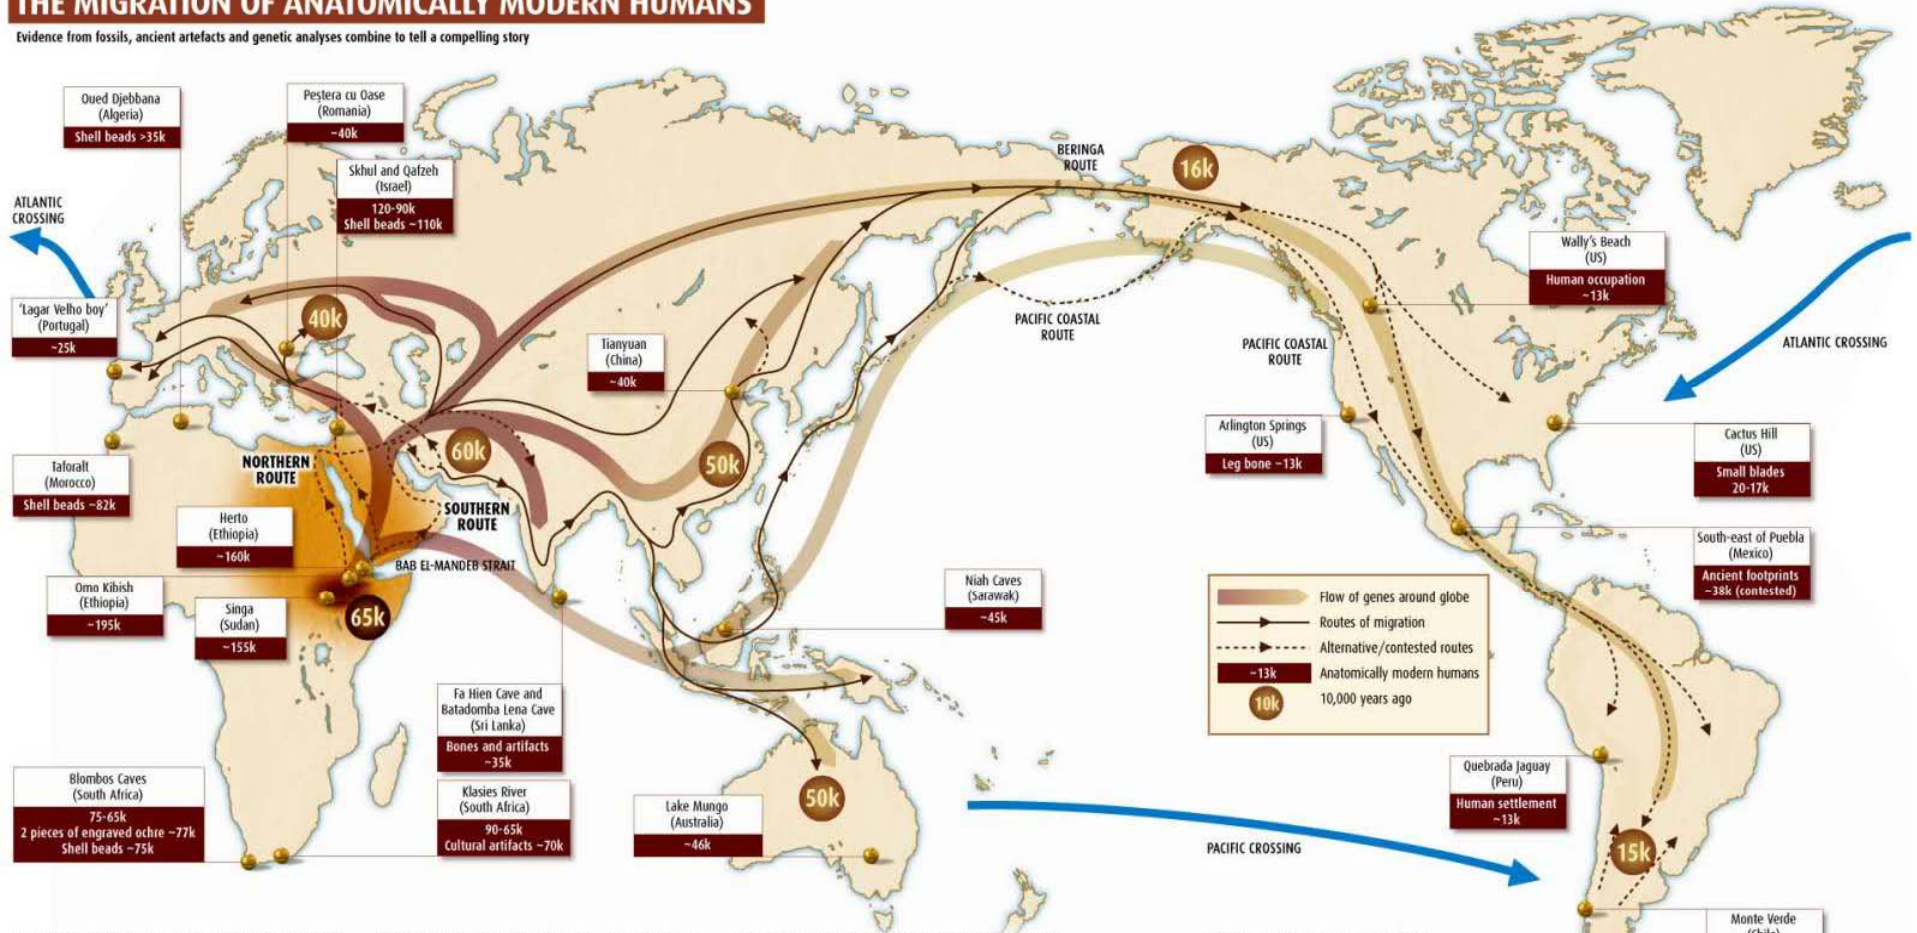 THE MIGRATION OF ANATOMICALLY MODERN HUMANS
Evidence from fossils, ancient artefacts and genetic analyses combine to tell a compelling story
Oued Djebbana
(Algeria)
Shell beads >35k
Peştera cu Oase
(Romania)
~40k
Skhul and Qafzeh
(Israel)
120-90k
Shell beads ~110k
ATLANTIC
CROSSING
'Lagar Velho boy'
(Portugal)
~25k
40k
BERINGA
ROUTE
16k
Wally's Beach
(US)
Human occupation
~13k
PACIFIC COASTAL
ROUTE
PACIFIC COASTAL
ROUTE
ATLANTIC CROSSING
Tianyuan
(China)
~40k
Arlington Springs
(US)
Leg bone ~13k
Cactus Hill
(US)
Small blades
20-17k
Taforalt
(Morocco)
Shell beads ~82k
NORTHERN
ROUTE
60k
50k
SOUTHERN
ROUTE
Herto
(Ethiopia)
~160k
BAB EL-MANDEB STRAIT
South-east of Puebla
(Mexico)
Ancient footprints
~38k (contested)
Omo Kibish
(Ethiopia)
~195k
Singa
(Sudan)
~155k
65k
Niah Caves
(Sarawak)
~45k
Flow of genes around globe
Routes of migration
Alternative/contested routes
~13k
Anatomically modern humans
10k
10,000 years ago
Fa Hien Cave and
Batadomba Lena Cave
(Sri Lanka)
Bones and artifacts
~35k
Blombos Caves
(South Africa)
75-65k
2 pieces of engraved ochre ~77k
Shell beads ~75k
Klasies River
(South Africa)
90-65k
Cultural artifacts ~70k
Lake Mungo
(Australia)
~46k
50k
PACIFIC CROSSING
Quebrada Jaguay
(Peru)
Human settlement
~13k
15k
Monte Verde
(Chile)